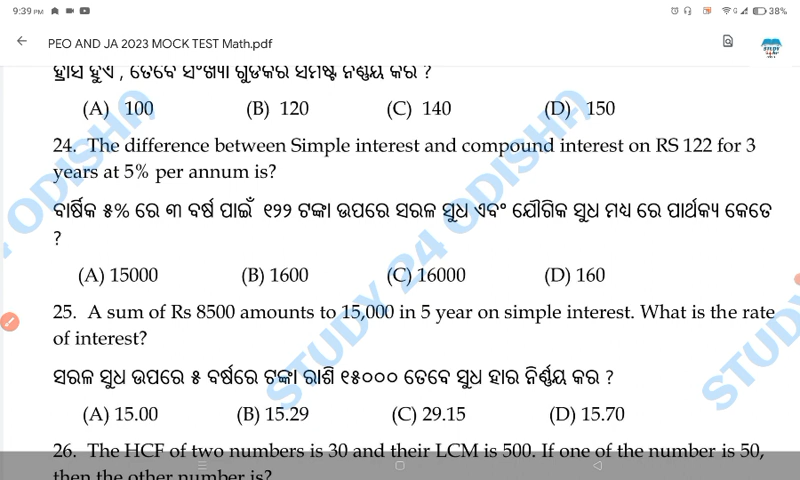 9:39 PM
G 38%
PEO AND JA 2023 MOCK TEST Math.pdf
ହ୍ରାସ ହୁଏ , ତେବେ ସଂଖ୍ୟା ଗୁଡିକର ସମଷ୍ଟି ନିର୍ଣ୍ଣୟ କର ?
(A) 100 (B) 120 (C) 140 (D) 150
24. The difference between Simple interest and compound interest on RS 122 for 3
years at 5% per annum is?
ବାର୍ଷିକ ୫% ରେ ୩ ବର୍ଷ ପାଇଁ ୧୨୨ ଟଙ୍କା ଉପରେ ସରଳ ସୁଧ ଏବଂ ଯୌଗିକ ସୁଧ ମଧ୍ୟ ରେ ପାର୍ଥକ୍ୟ କେତେ
?
(A) 15000 (B) 1600 (C) 16000 (D) 160
25. A sum of Rs 8500 amounts to 15,000 in 5 year on simple interest. What is the rate
of interest?
ସରଳ ସୁଧ ଉପରେ ୫ ବର୍ଷରେ ଟଙ୍କା ରାଶି ୧୫୦୦୦ ତେବେ ସୁଧ ହାର ନିର୍ଣ୍ଣୟ କର ?
(A) 15.00 (B) 15.29 (C) 29.15 (D) 15.70
26. The HCF of two numbers is 30 and their LCM is 500. If one of the number is 50,
then the other number is?
STUDY 24 ODISHA